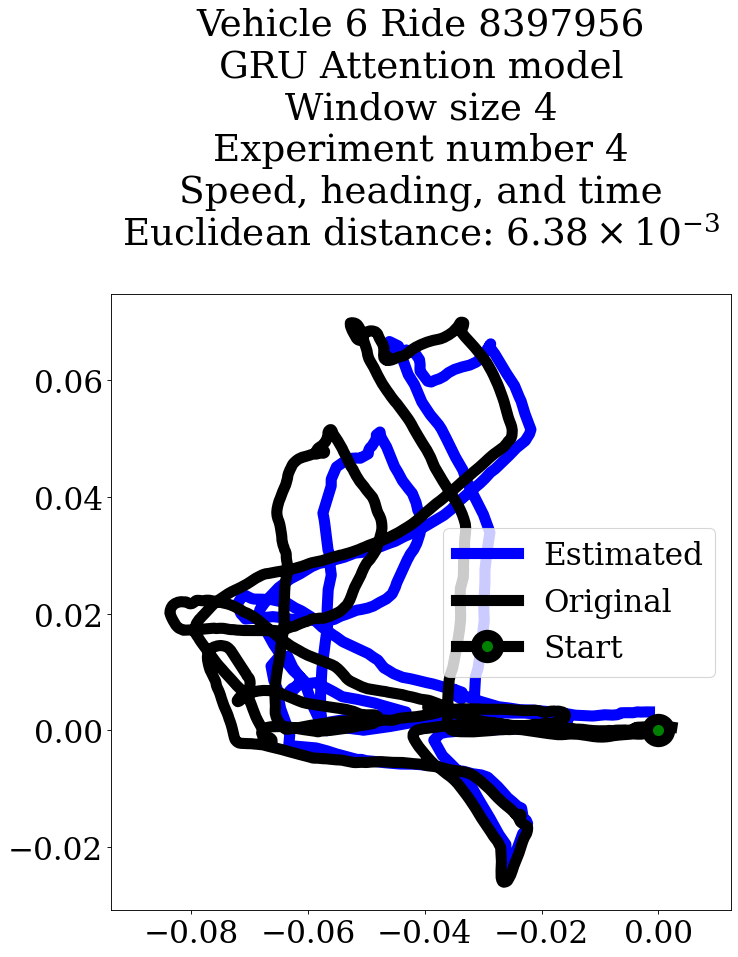 Vehicle 6 Ride 8397956
GRU Attention model
Window size 4
Experiment number 4
Speed, heading, and time
Euclidean distance: 6.38 × 10⁻³
0.06
0.04
0.02
0.00
−0.02
Estimated
Original
Start
−0.08 −0.06 −0.04 −0.02 0.00